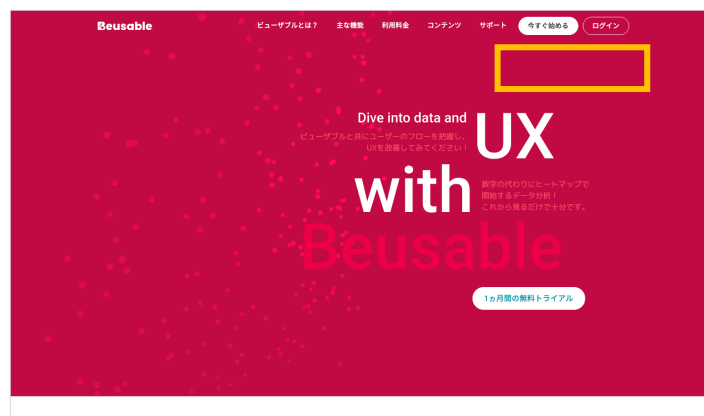 Beusable
ビューザブルとは？ 主な機能 利用料金 コンテンツ サポート 今すぐ始める ログイン
Dive into data and
UX
ビューザブルと共にユーザーのフローを把握し、
UXを改善してみてください！
with
数字の代わりにヒートマップで
開始するデータ分析！
これから見るだけで十分です。
Beusable
1ヵ月間の無料トライアル